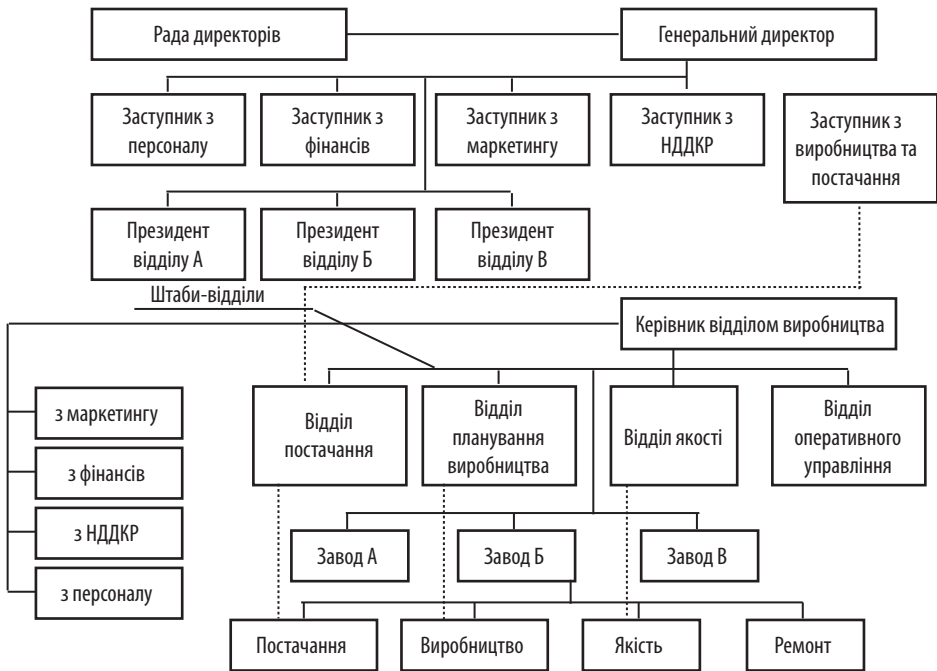 Рада директорів
Генеральний директор
Заступник з
персоналу
Заступник з
фінансів
Заступник з
маркетингу
Заступник з
НДДКР
Заступник з
виробництва та
постачання
Президент
відділу А
Президент
відділу Б
Президент
відділу В
Штаби-відділи
Керівник відділом виробництва
з маркетингу
з фінансів
з НДДКР
з персоналу
Відділ
постачання
Відділ
планування
виробництва
Відділ якості
Відділ
оперативного
управління
Завод А
Завод Б
Завод В
Постачання
Виробництво
Якість
Ремонт